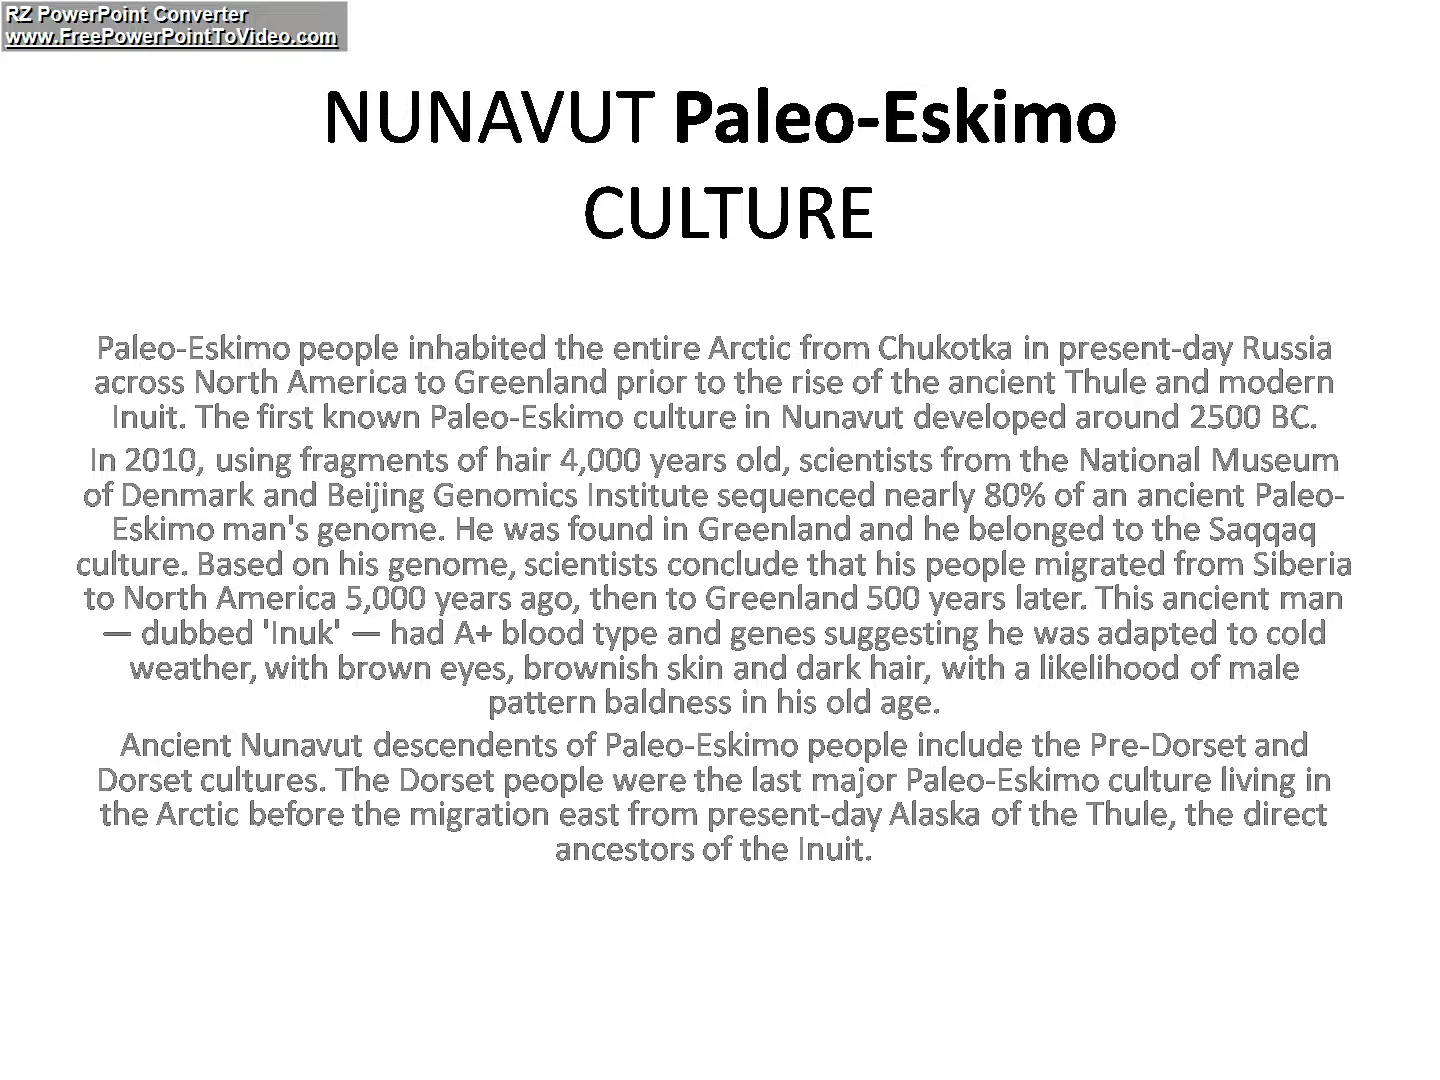 RZ PowerPoint Converter
www.FreePowerPointToVideo.com
NUNAVUT Paleo-Eskimo
CULTURE
Paleo-Eskimo people inhabited the entire Arctic from Chukotka in present-day Russia
across North America to Greenland prior to the rise of the ancient Thule and modern
Inuit. The first known Paleo-Eskimo culture in Nunavut developed around 2500 BC.
In 2010, using fragments of hair 4,000 years old, scientists from the National Museum
of Denmark and Beijing Genomics Institute sequenced nearly 80% of an ancient Paleo-
Eskimo man's genome. He was found in Greenland and he belonged to the Saqqaq
culture. Based on his genome, scientists conclude that his people migrated from Siberia
to North America 5,000 years ago, then to Greenland 500 years later. This ancient man
— dubbed 'Inuk' — had A+ blood type and genes suggesting he was adapted to cold
weather, with brown eyes, brownish skin and dark hair, with a likelihood of male
pattern baldness in his old age.
Ancient Nunavut descendents of Paleo-Eskimo people include the Pre-Dorset and
Dorset cultures. The Dorset people were the last major Paleo-Eskimo culture living in
the Arctic before the migration east from present-day Alaska of the Thule, the direct
ancestors of the Inuit.